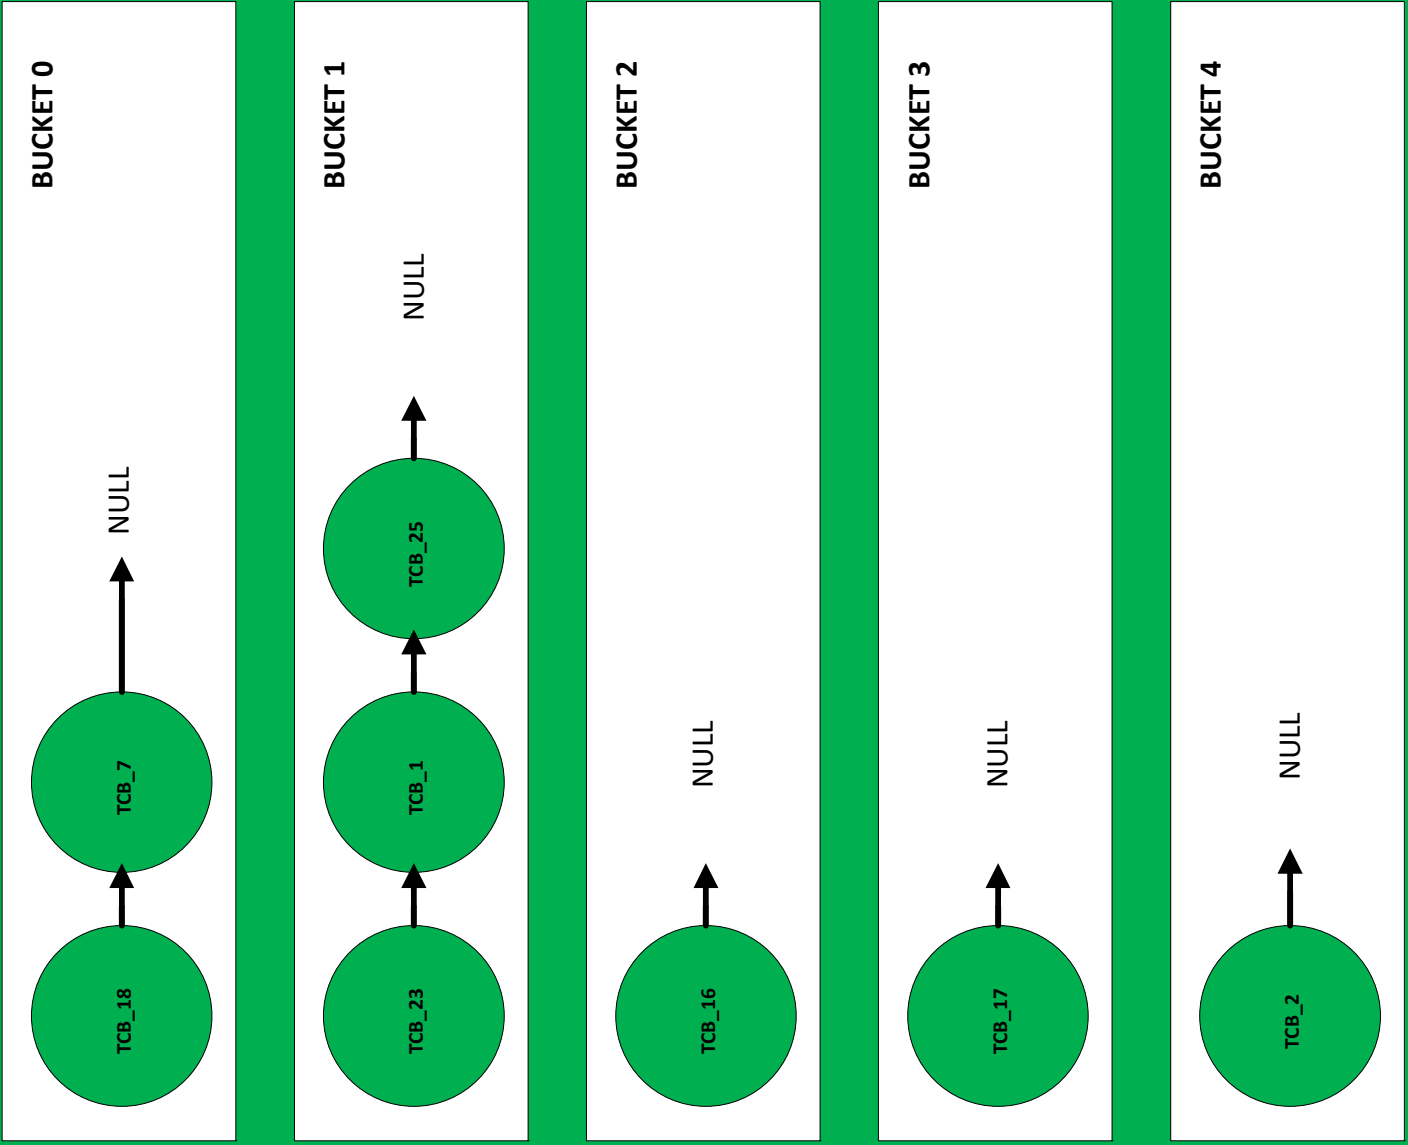 BUCKET 0
TCB_18
TCB_7
NULL
BUCKET 1
TCB_23
TCB_1
TCB_25
NULL
BUCKET 2
TCB_16
NULL
BUCKET 3
TCB_17
NULL
BUCKET 4
TCB_2
NULL